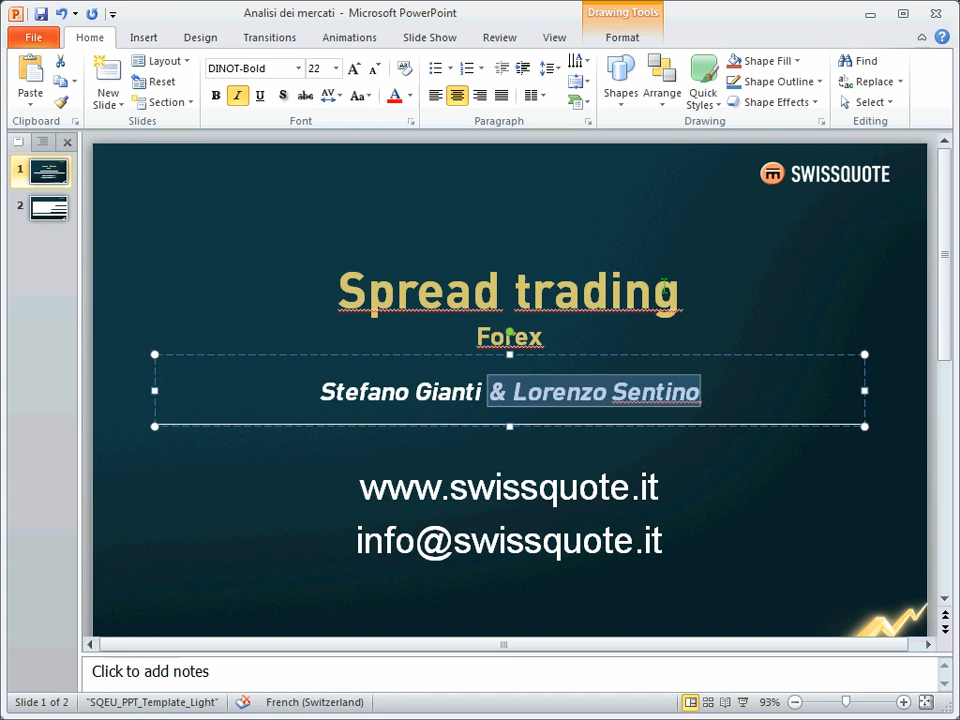 Analisi dei mercati - Microsoft PowerPoint
Drawing Tools
File Home Insert Design Transitions Animations Slide Show Review View Format
Paste
Clipboard
New Slide
Layout
Reset
Section
Slides
DINOT-Bold 22
B I U S abc AV Aa A
Font
Paragraph
Shapes
Arrange
Quick Styles
Shape Fill
Shape Outline
Shape Effects
Drawing
Find
Replace
Select
Editing
1
2
SWISSQUOTE
Spread trading
Forex
Stefano Gianti & Lorenzo Sentino
www.swissquote.it
info@swissquote.it
Click to add notes
Slide 1 of 2 "SQEU_PPT_Template_Light" French (Switzerland) 93%